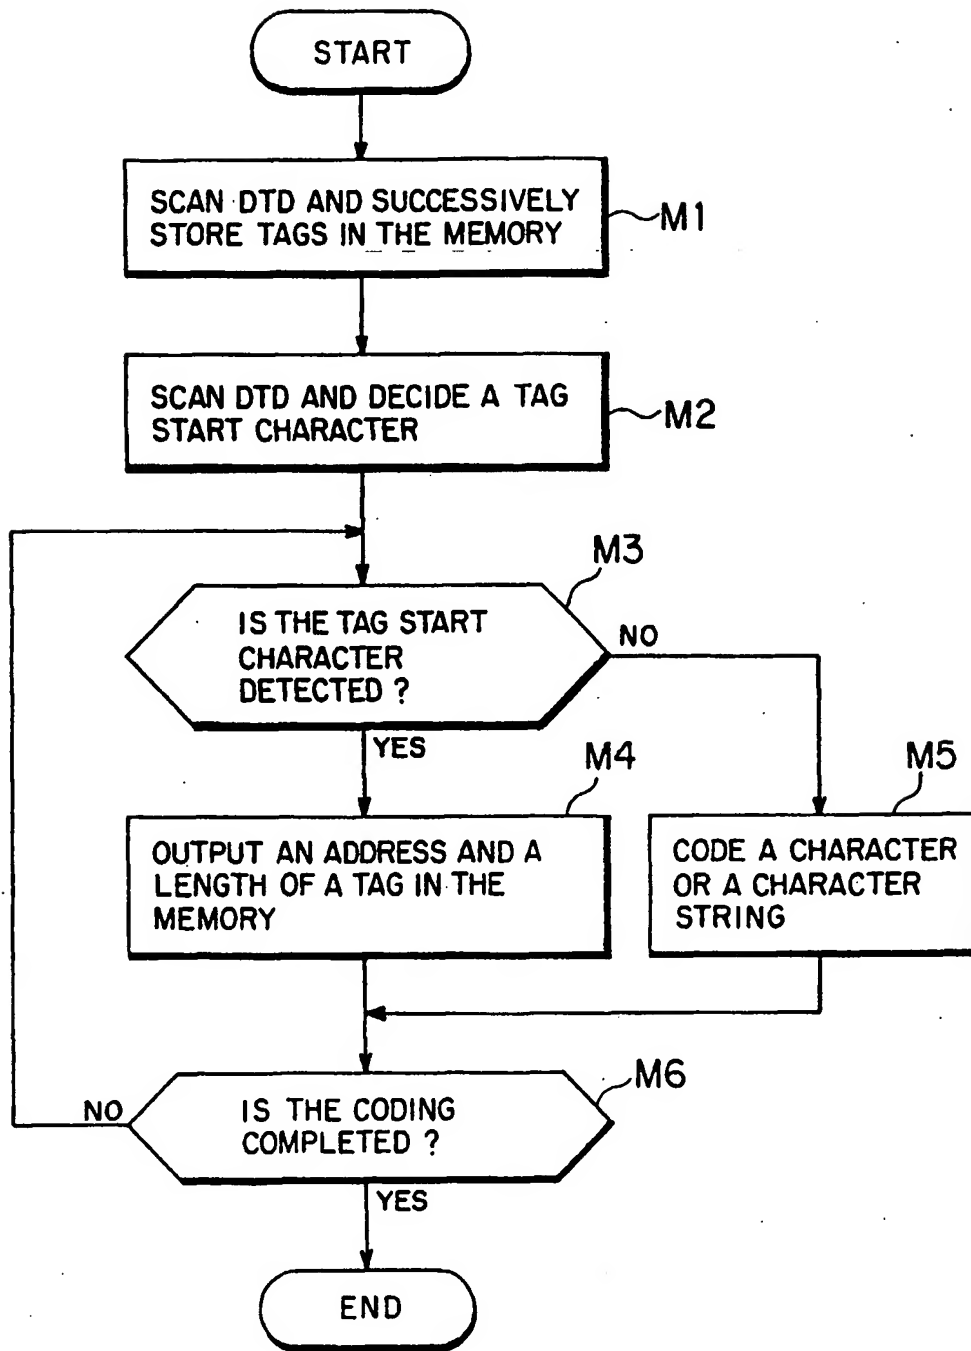 START
SCAN DTD AND SUCCESSIVELY
STORE TAGS IN THE MEMORY
M1
SCAN DTD AND DECIDE A TAG
START CHARACTER
M2
M3
IS THE TAG START
CHARACTER
DETECTED ?
NO
YES
M4
M5
OUTPUT AN ADDRESS AND A
LENGTH OF A TAG IN THE
MEMORY
CODE A CHARACTER
OR A CHARACTER
STRING
M6
IS THE CODING
COMPLETED ?
NO
YES
END